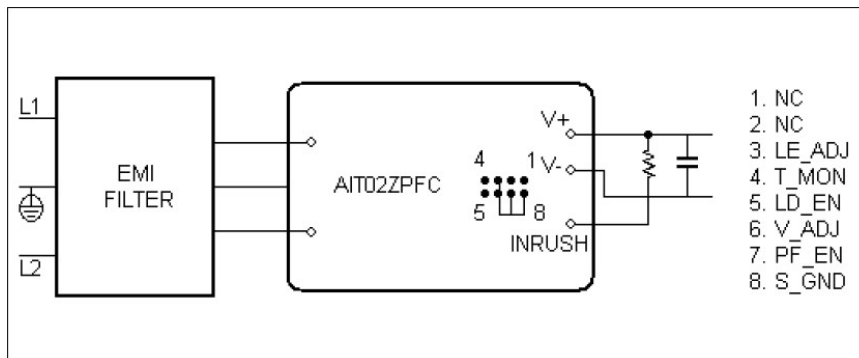 L1
EMI
FILTER
L2
AIT02ZPFC
4
1
5
8
V+
V-
INRUSH
1. NC
2. NC
3. LE_ADJ
4. T_MON
5. LD_EN
6. V_ADJ
7. PF_EN
8. S_GND